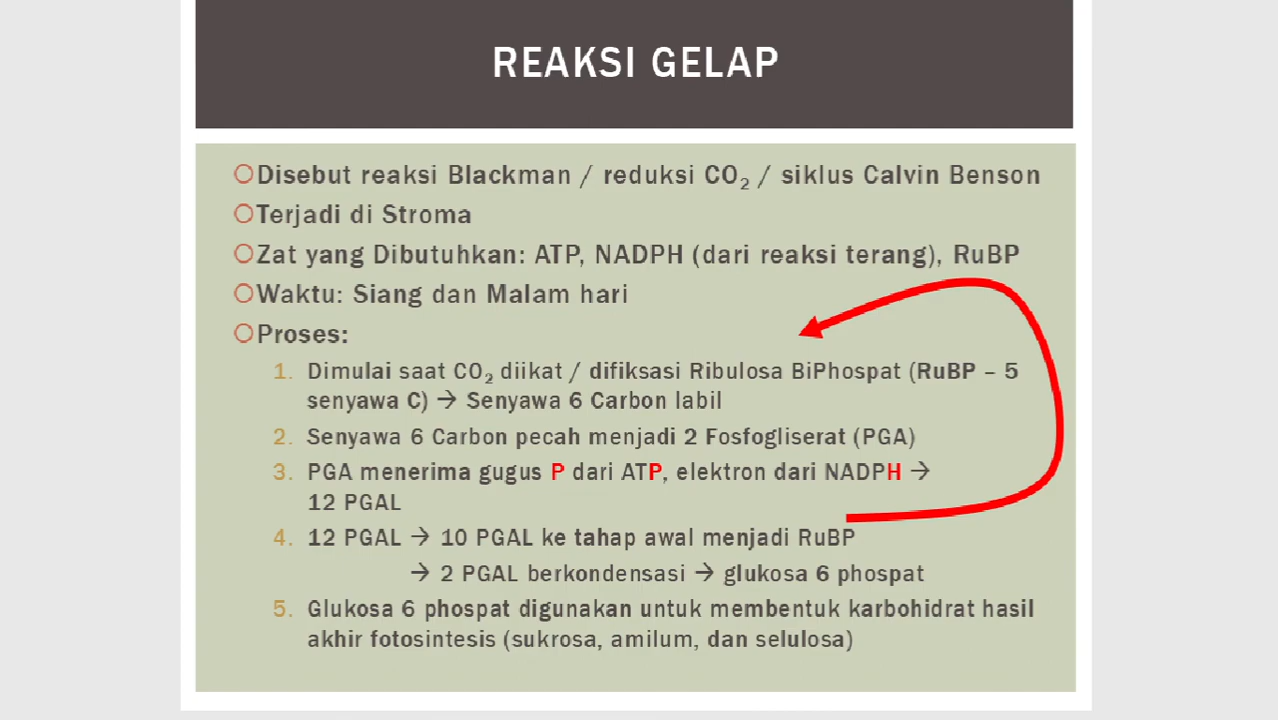 REAKSI GELAP
Disebut reaksi Blackman / reduksi CO₂ / siklus Calvin Benson
Terjadi di Stroma
Zat yang Dibutuhkan: ATP, NADPH (dari reaksi terang), RuBP
Waktu: Siang dan Malam hari
Proses:
1. Dimulai saat CO₂ diikat / difiksasi Ribulosa BiPhospat (RuBP – 5
senyawa C) → Senyawa 6 Carbon labil
2. Senyawa 6 Carbon pecah menjadi 2 Fosfogliserat (PGA)
3. PGA menerima gugus P dari ATP, elektron dari NADPH →
12 PGAL
4. 12 PGAL → 10 PGAL ke tahap awal menjadi RuBP
→ 2 PGAL berkondensasi → glukosa 6 phospat
5. Glukosa 6 phospat digunakan untuk membentuk karbohidrat hasil
akhir fotosintesis (sukrosa, amilum, dan selulosa)